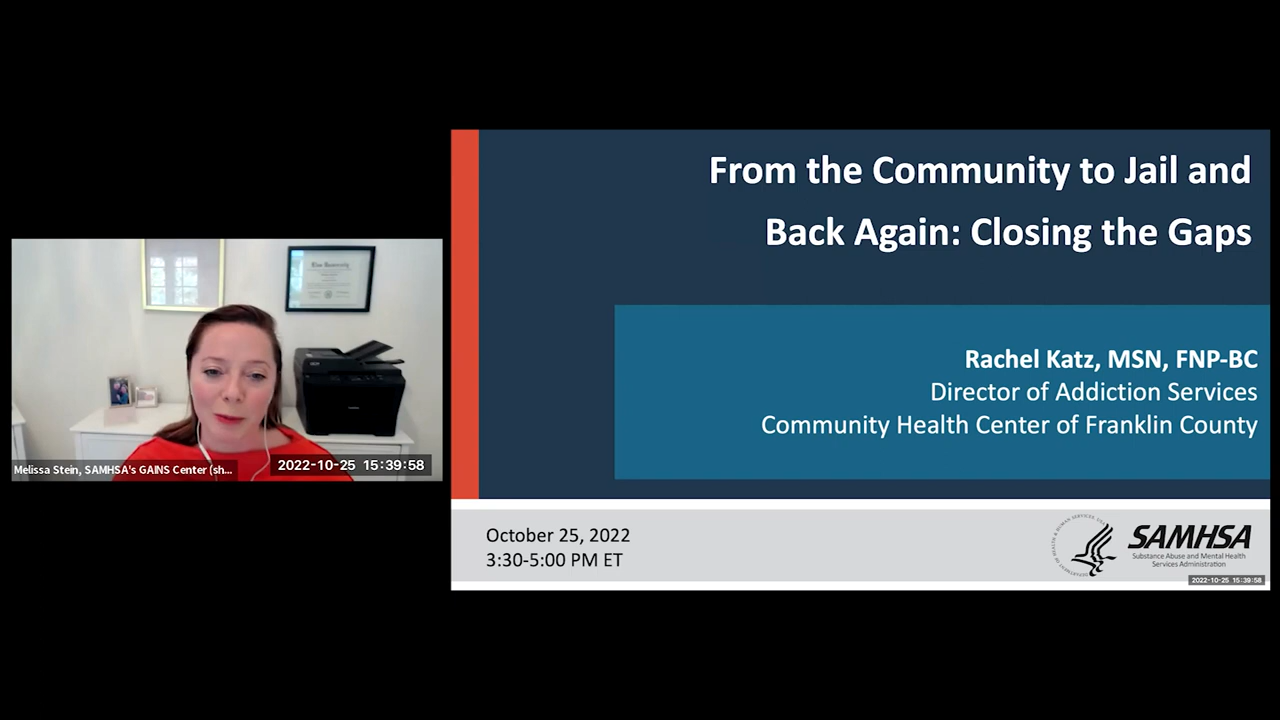 From the Community to Jail and
Back Again: Closing the Gaps
Rachel Katz, MSN, FNP-BC
Director of Addiction Services
Community Health Center of Franklin County
Melissa Stein, SAMHSA's GAINS Center (sh...
2022-10-25 15:39:58
October 25, 2022
3:30-5:00 PM ET
SAMHSA
Substance Abuse and Mental Health
Services Administration
2022-10-25 15:39:58